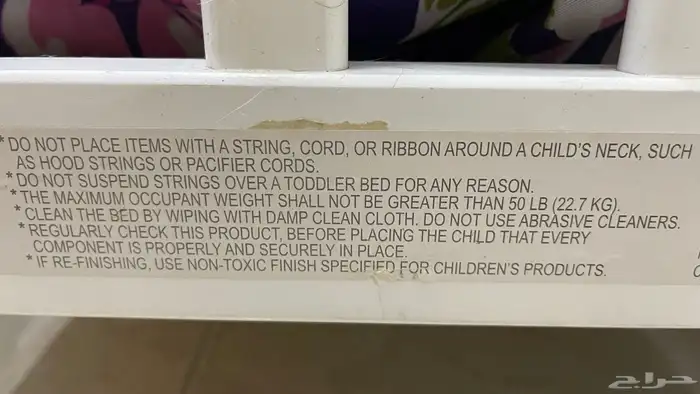 * DO NOT PLACE ITEMS WITH A STRING, CORD, OR RIBBON AROUND A CHILD'S NECK, SUCH
AS HOOD STRINGS OR PACIFIER CORDS.
* DO NOT SUSPEND STRINGS OVER A TODDLER BED FOR ANY REASON.
* THE MAXIMUM OCCUPANT WEIGHT SHALL NOT BE GREATER THAN 50 LB (22.7 KG).
* CLEAN THE BED BY WIPING WITH DAMP CLEAN CLOTH. DO NOT USE ABRASIVE CLEANERS.
* REGULARLY CHECK THIS PRODUCT, BEFORE PLACING THE CHILD THAT EVERY
COMPONENT IS PROPERLY AND SECURELY IN PLACE.
* IF RE-FINISHING, USE NON-TOXIC FINISH SPECIFIED FOR CHILDREN'S PRODUCTS.
حراج